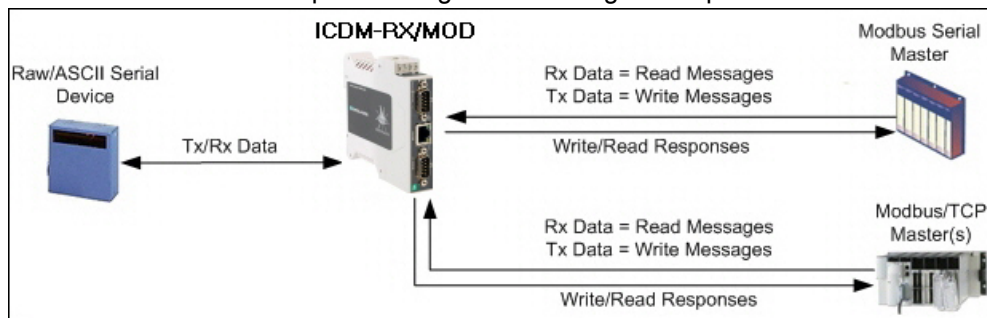 ICDM-RX/MOD
Modbus Serial
Master
Raw/ASCII Serial
Device
Rx Data = Read Messages
Tx Data = Write Messages
Tx/Rx Data
Write/Read Responses
Rx Data = Read Messages
Tx Data = Write Messages
Modbus/TCP
Master(s)
Write/Read Responses